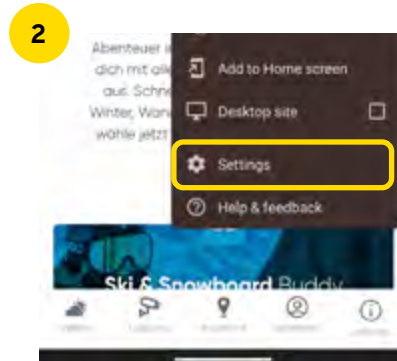 2
Abenteuer
dich mit
aus. Schne
Winter, Wan
wähle jetzt
Add to Home screen
Desktop site
Settings
Help & feedback
Ski & Snowboard Buddy